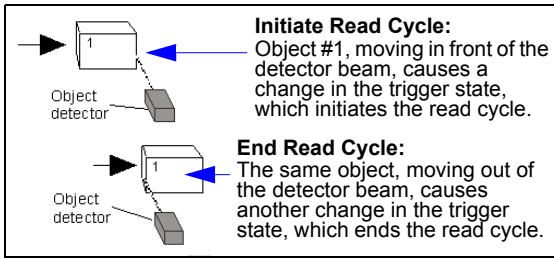 Initiate Read Cycle:
Object #1, moving in front of the
detector beam, causes a
change in the trigger state,
which initiates the read cycle.
1
Object
detector
End Read Cycle:
The same object, moving out of
the detector beam, causes
another change in the trigger
state, which ends the read cycle.
1
Object
detector